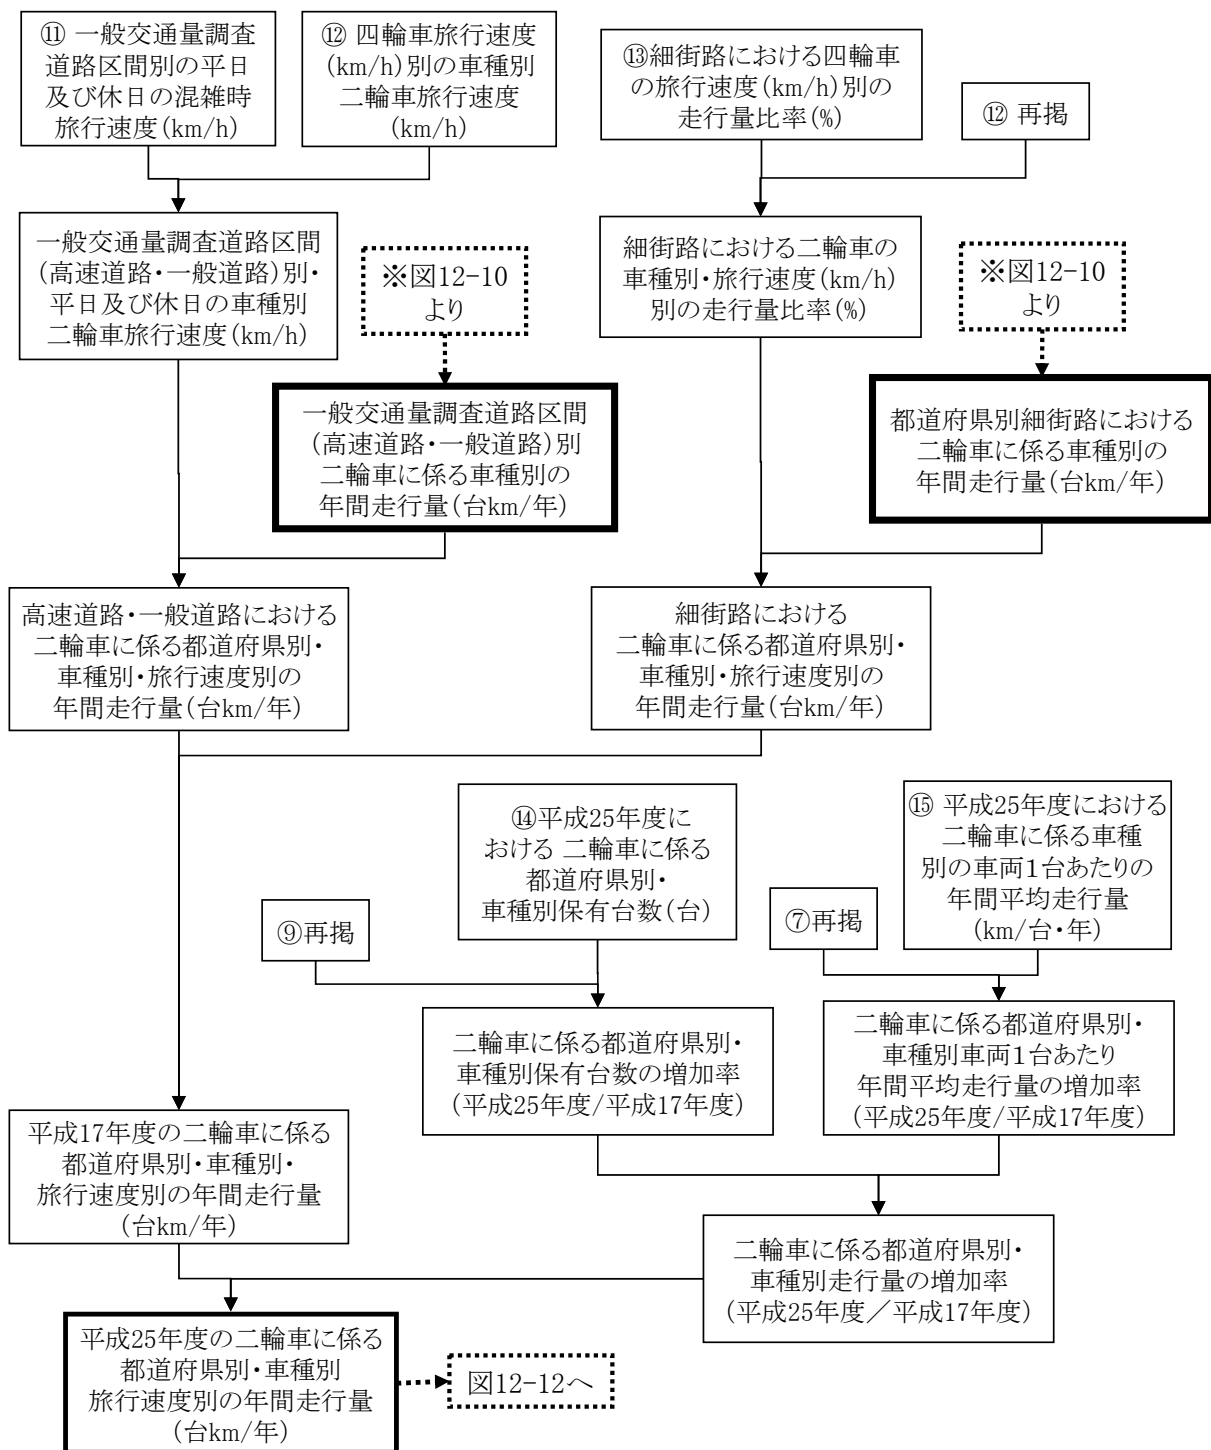 ⑪ 一般交通量調査
道路区間別の平日
及び休日の混雑時
旅行速度(km/h)
⑫ 四輪車旅行速度
(km/h)別の車種別
二輪車旅行速度
(km/h)
⑬細街路における四輪車
の旅行速度(km/h)別の
走行量比率(%)
⑫ 再掲
一般交通量調査道路区間
(高速道路・一般道路)別・
平日及び休日の車種別
二輪車旅行速度(km/h)
※図12-10
より
細街路における二輪車の
車種別・旅行速度(km/h)
別の走行量比率(%)
※図12-10
より
一般交通量調査道路区間
(高速道路・一般道路)別
二輪車に係る車種別の
年間走行量(台km/年)
都道府県別細街路における
二輪車に係る車種別の
年間走行量(台km/年)
高速道路・一般道路における
二輪車に係る都道府県別・
車種別・旅行速度別の
年間走行量(台km/年)
細街路における
二輪車に係る都道府県別・
車種別・旅行速度別の
年間走行量(台km/年)
⑨再掲
⑭平成25年度に
おける 二輪車に係る
都道府県別・
車種別保有台数(台)
⑦再掲
⑮ 平成25年度における
二輪車に係る車種
別の車両1台あたりの
年間平均走行量
(km/台・年)
二輪車に係る都道府県別・
車種別保有台数の増加率
(平成25年度/平成17年度)
二輪車に係る都道府県別・
車種別車両1台あたり
年間平均走行量の増加率
(平成25年度/平成17年度)
平成17年度の二輪車に係る
都道府県別・車種別・
旅行速度別の年間走行量
(台km/年)
二輪車に係る都道府県別・
車種別走行量の増加率
(平成25年度／平成17年度)
平成25年度の二輪車に係る
都道府県別・車種別
旅行速度別の年間走行量
(台km/年)
図12-12へ